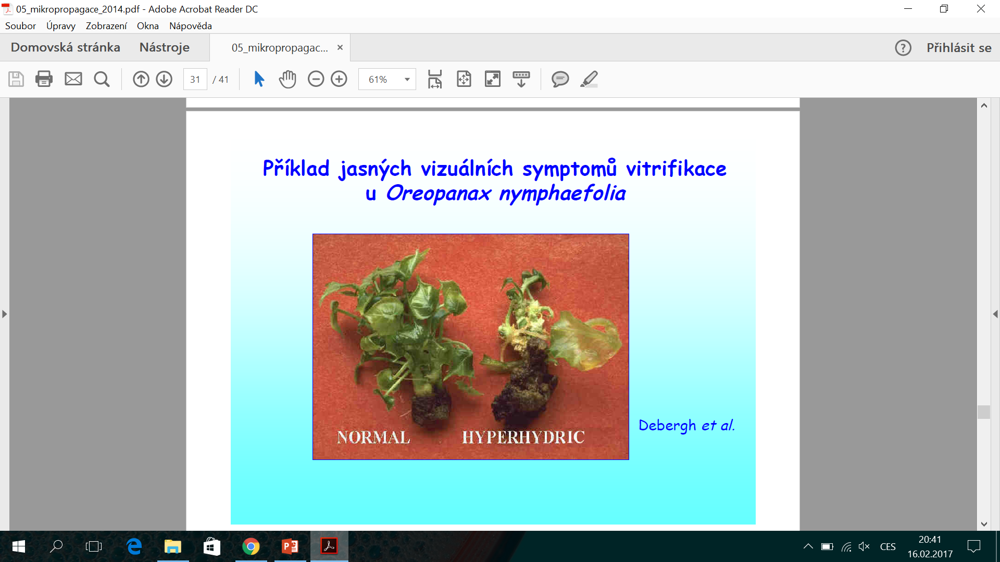 05_mikropropagace_2014.pdf - Adobe Acrobat Reader DC
Soubor Úpravy Zobrazení Okna Nápověda
Domovská stránka Nástroje 05_mikropropagac... × ? Přihlásit se
31 / 41 61%
Příklad jasných vizuálních symptomů vitrifikace
u Oreopanax nymphaefolia
NORMAL HYPERHYDRIC
Debergh et al.
CES
20:41
16.02.2017